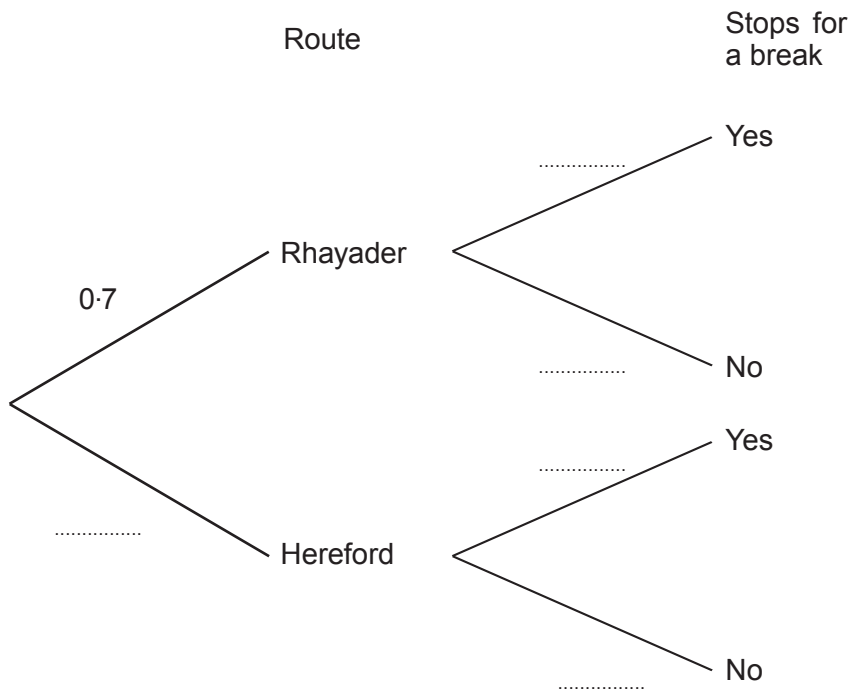 Route
Stops for
a break
Yes
0·7
Rhayader
No
Yes
Hereford
No